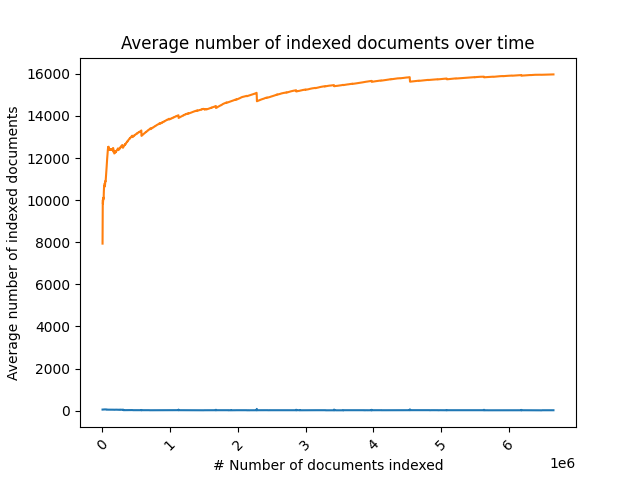 Average number of indexed documents over time
Average number of indexed documents
16000
14000
12000
10000
8000
6000
4000
2000
0
0 1 2 3 4 5 6
1e6
# Number of documents indexed